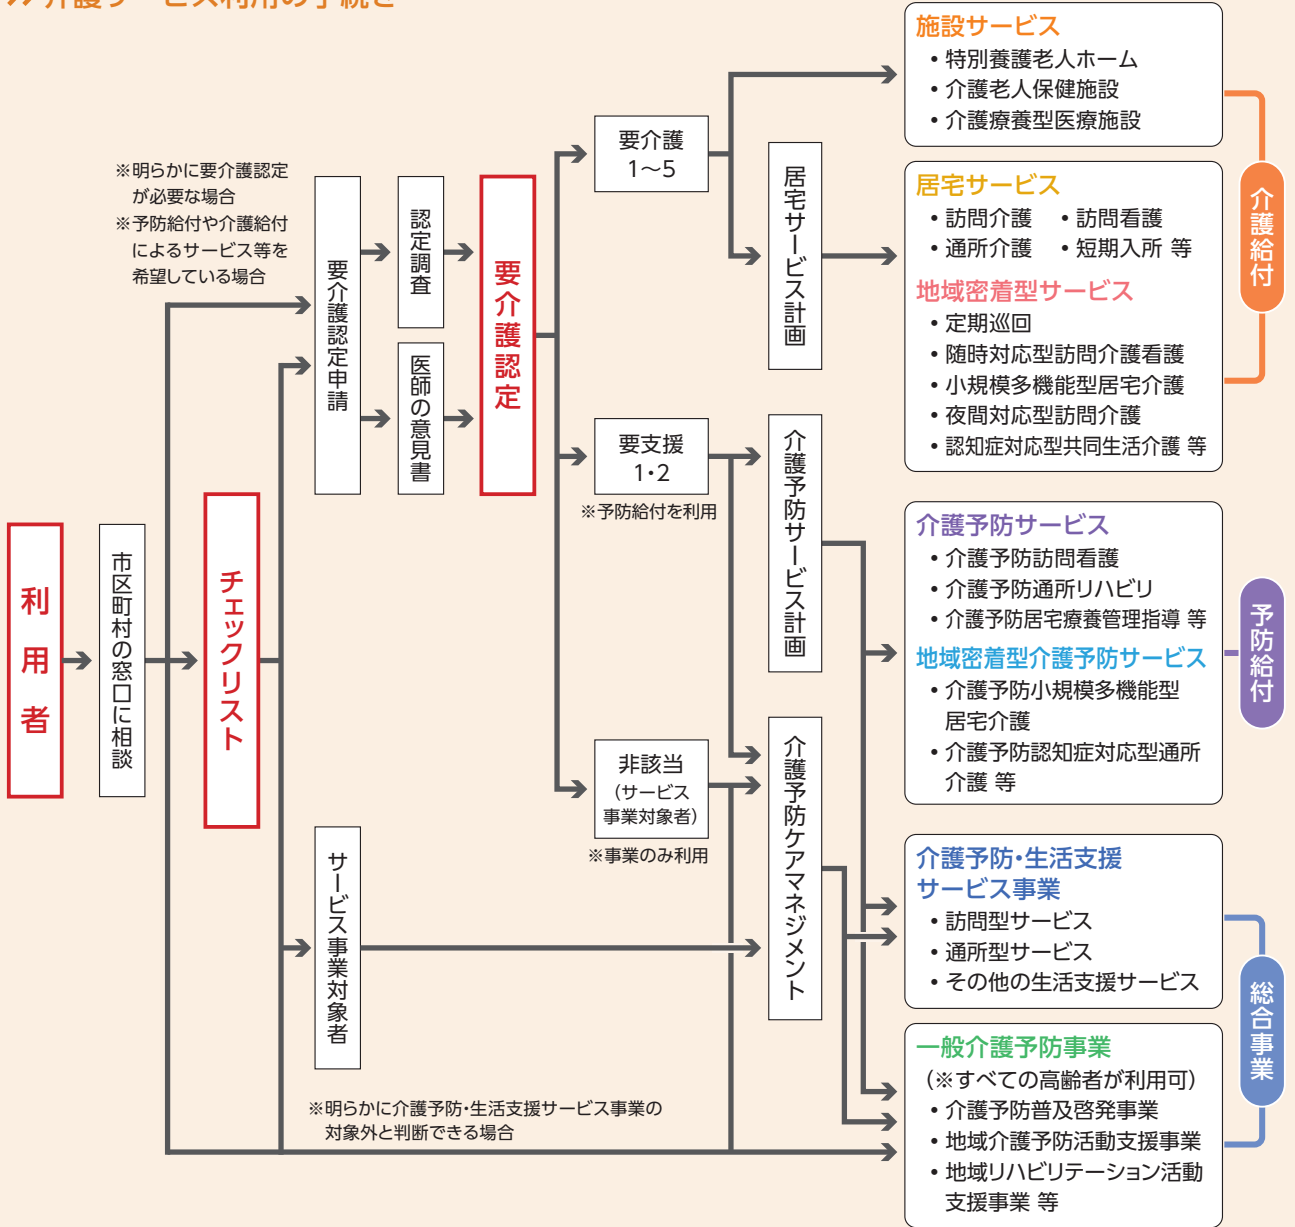 介護サービス利用の手続き
利用者
市区町村の窓口に相談
チェックリスト
※明らかに要介護認定
が必要な場合
※予防給付や介護給付
によるサービス等を
希望している場合
要介護認定申請
認定調査
医師の意見書
要介護認定
サービス事業対象者
※明らかに介護予防・生活支援サービス事業の
対象外と判断できる場合
要介護
1〜5
要支援
1・2
※予防給付を利用
非該当
(サービス
事業対象者)
※事業のみ利用
居宅サービス計画
介護予防サービス計画
介護予防ケアマネジメント
施設サービス
・特別養護老人ホーム
・介護老人保健施設
・介護療養型医療施設
居宅サービス
・訪問介護 ・訪問看護
・通所介護 ・短期入所 等
地域密着型サービス
・定期巡回
・随時対応型訪問介護看護
・小規模多機能型居宅介護
・夜間対応型訪問介護
・認知症対応型共同生活介護 等
介護給付
介護予防サービス
・介護予防訪問看護
・介護予防通所リハビリ
・介護予防居宅療養管理指導 等
地域密着型介護予防サービス
・介護予防小規模多機能型
居宅介護
・介護予防認知症対応型通所
介護 等
予防給付
介護予防・生活支援
サービス事業
・訪問型サービス
・通所型サービス
・その他の生活支援サービス
一般介護予防事業
(※すべての高齢者が利用可)
・介護予防普及啓発事業
・地域介護予防活動支援事業
・地域リハビリテーション活動
支援事業 等
総合事業